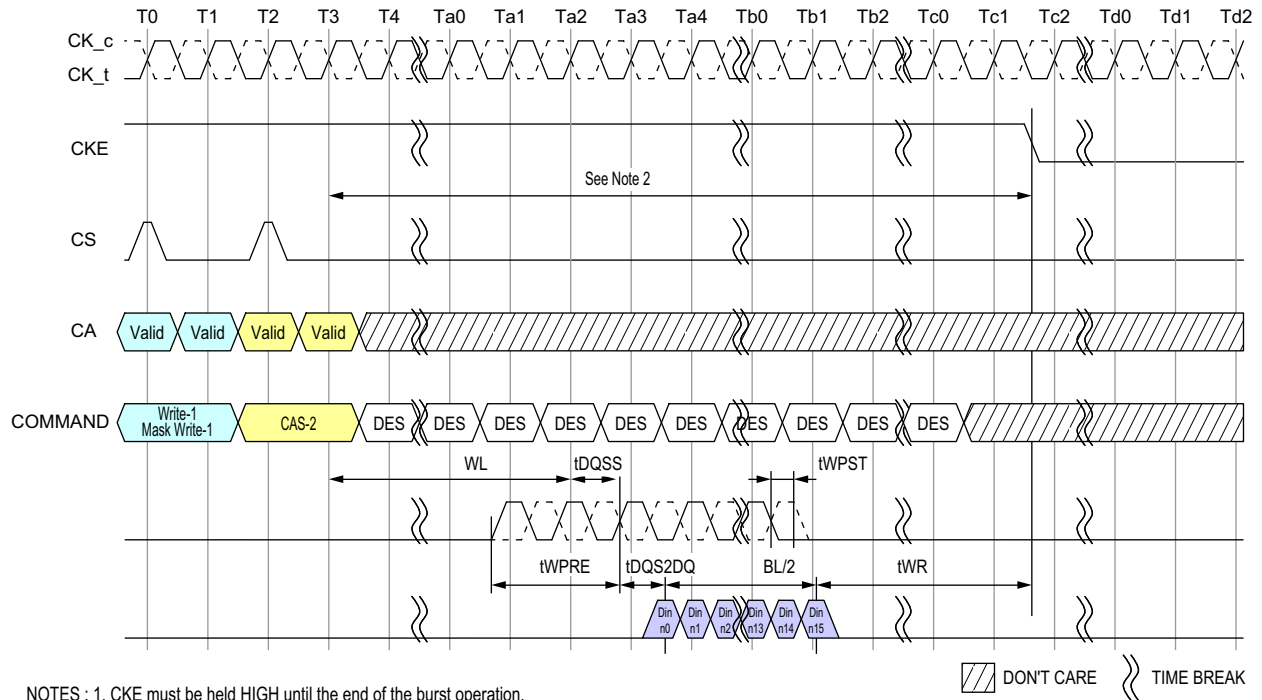 T0 T1 T2 T3 T4 Ta0 Ta1 Ta2 Ta3 Ta4 Tb0 Tb1 Tb2 Tc0 Tc1 Tc2 Td0 Td1 Td2
CK_c
CK_t
CKE
See Note 2
CS
CA Valid Valid Valid Valid
COMMAND Write-1 Mask Write-1 CAS-2 DES DES DES DES DES DES DES DES DES DES
WL tDQSS tWPST
tWPRE tDQS2DQ BL/2 tWR
Din n0 Din n1 Din n2 Din n13 Din n14 Din n15
DON'T CARE TIME BREAK
NOTES : 1. CKE must be held HIGH until the end of the burst operation.